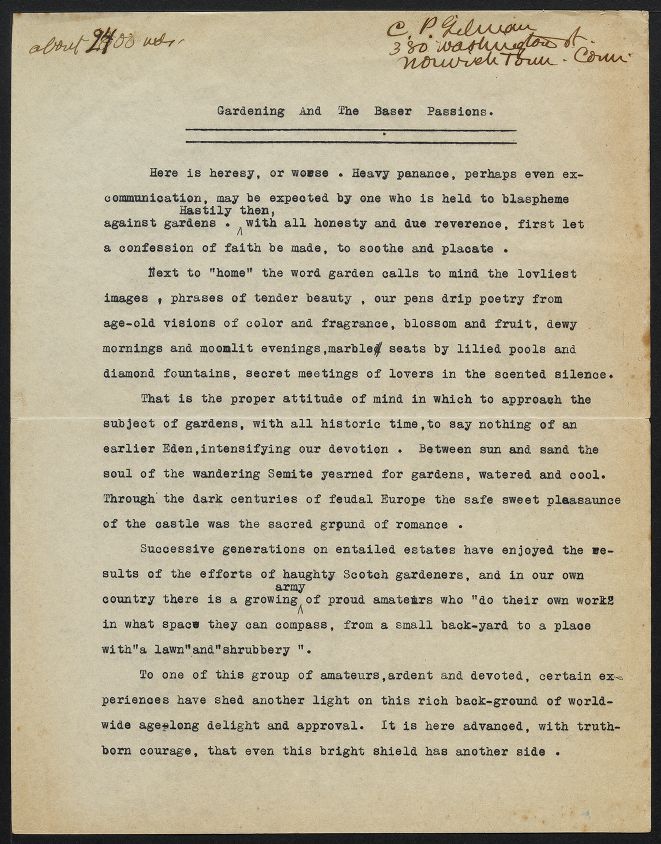 about 2400 wds.
C. P. Gilman
380 Washington St.
Norwich Town. Conn.
Gardening And The Baser Passions.
Here is heresy, or worse . Heavy panance, perhaps even ex-
communication, may be expected by one who is held to blaspheme
Hastily then,
against gardens . with all honesty and due reverence, first let
a confession of faith be made, to soothe and placate .
Next to "home" the word garden calls to mind the lovliest
images , phrases of tender beauty , our pens drip poetry from
age-old visions of color and fragrance, blossom and fruit, dewy
mornings and moonlit evenings,marble seats by lilied pools and
diamond fountains, secret meetings of lovers in the scented silence.
That is the proper attitude of mind in which to approach the
subject of gardens, with all historic time,to say nothing of an
earlier Eden,intensifying our devotion . Between sun and sand the
soul of the wandering Semite yearned for gardens, watered and cool.
Through the dark centuries of feudal Europe the safe sweet pleasaunce
of the castle was the sacred ground of romance .
Successive generations on entailed estates have enjoyed the re-
sults of the efforts of haughty Scotch gardeners, and in our own
army
country there is a growing of proud amateurs who "do their own work"
in what space they can compass, from a small back-yard to a place
with"a lawn"and"shrubbery ".
To one of this group of amateurs,ardent and devoted, certain ex-
periences have shed another light on this rich back-ground of world-
wide age-long delight and approval. It is here advanced, with truth-
born courage, that even this bright shield has another side .